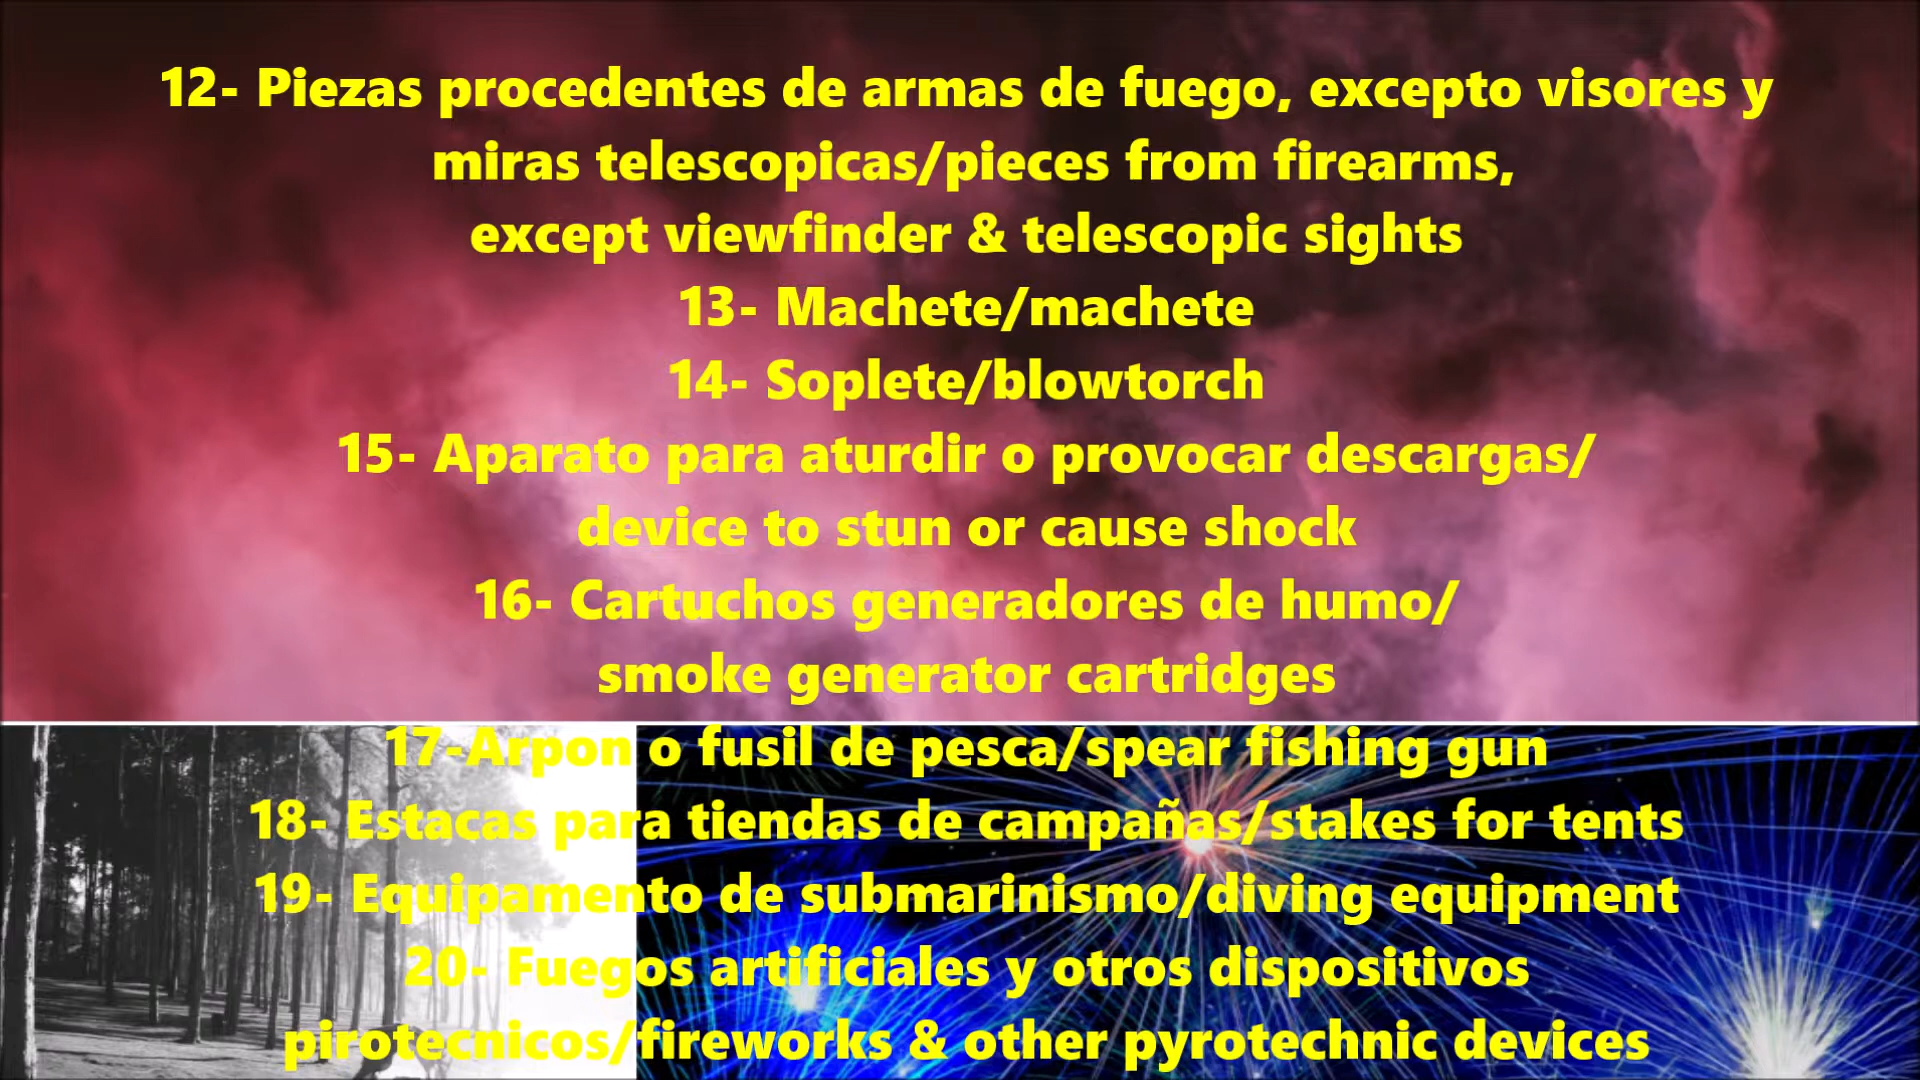 12- Piezas procedentes de armas de fuego, excepto visores y
miras telescopicas/pieces from firearms,
except viewfinder & telescopic sights
13- Machete/machete
14- Soplete/blowtorch
15- Aparato para aturdir o provocar descargas/
device to stun or cause shock
16- Cartuchos generadores de humo/
smoke generator cartridges
17-Arpon o fusil de pesca/spear fishing gun
18- Estacas para tiendas de campañas/stakes for tents
19- Equipamento de submarinismo/diving equipment
20- Fuegos artificiales y otros dispositivos
pirotecnicos/fireworks & other pyrotechnic devices